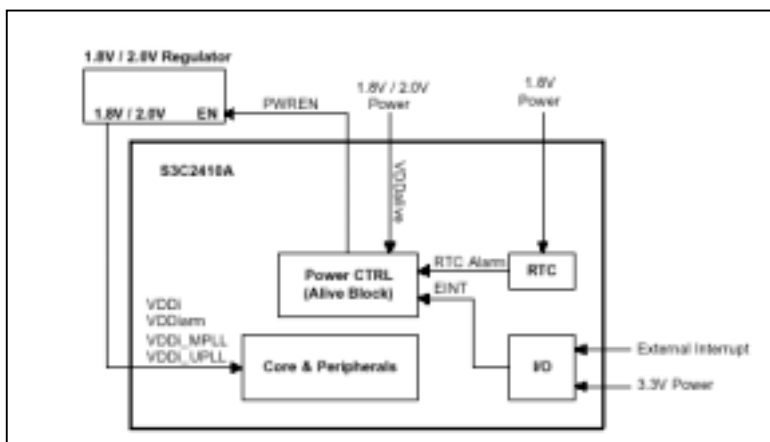 1.8V / 2.0V Regulator
1.8V / 2.0V EN
PWREN
1.8V / 2.0V
Power
1.8V
Power
S3C2410A
VDDalive
Power CTRL
(Alive Block)
RTC Alarm
RTC
EINT
VDDi
VDDiarm
VDDi_MPLL
VDDi_UPLL
Core & Peripherals
I/O
External Interrupt
3.3V Power